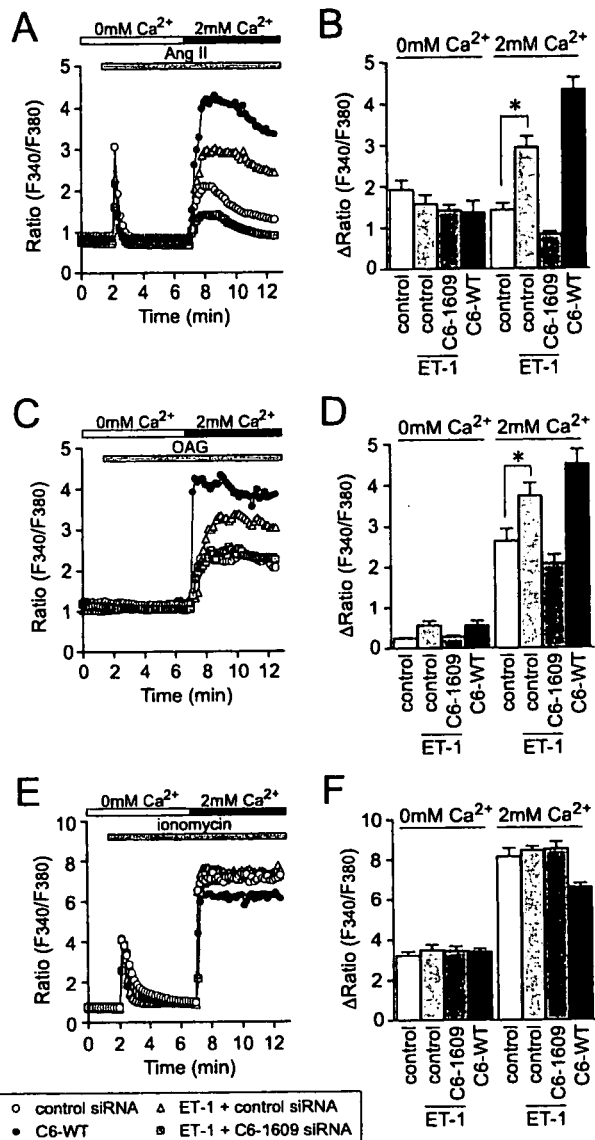 A
0mM Ca²⁺ 2mM Ca²⁺
Ang II
Ratio (F340/F380)
5
4
3
2
1
0
0 2 4 6 8 10 12
Time (min)
B
0mM Ca²⁺ 2mM Ca²⁺
ΔRatio (F340/F380)
5
4
3
2
1
0
*
control control C6-1609 C6-WT control control C6-1609 C6-WT
ET-1 ET-1
C
0mM Ca²⁺ 2mM Ca²⁺
OAG
Ratio (F340/F380)
5
4
3
2
1
0
0 2 4 6 8 10 12
Time (min)
D
0mM Ca²⁺ 2mM Ca²⁺
ΔRatio (F340/F380)
5
4
3
2
1
0
*
control control C6-1609 C6-WT control control C6-1609 C6-WT
ET-1 ET-1
E
0mM Ca²⁺ 2mM Ca²⁺
ionomycin
Ratio (F340/F380)
10
8
6
4
2
0
0 2 4 6 8 10 12
Time (min)
F
0mM Ca²⁺ 2mM Ca²⁺
ΔRatio (F340/F380)
10
8
6
4
2
0
control control C6-1609 C6-WT control control C6-1609 C6-WT
ET-1 ET-1
control siRNA ET-1 + control siRNA
C6-WT ET-1 + C6-1609 siRNA